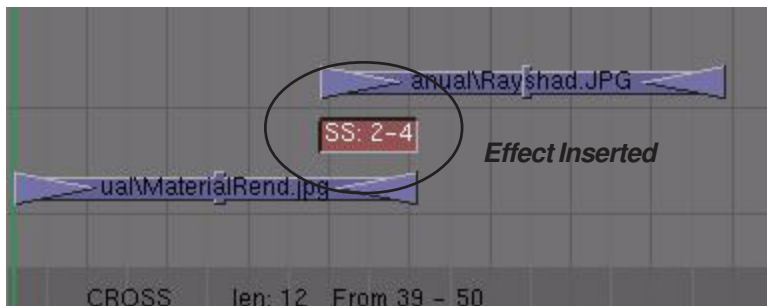 anual\Rayshad.JPG
SS: 2-4
Effect Inserted
ual\MaterialRend.jpg
CROSS len: 12 From 39 - 50